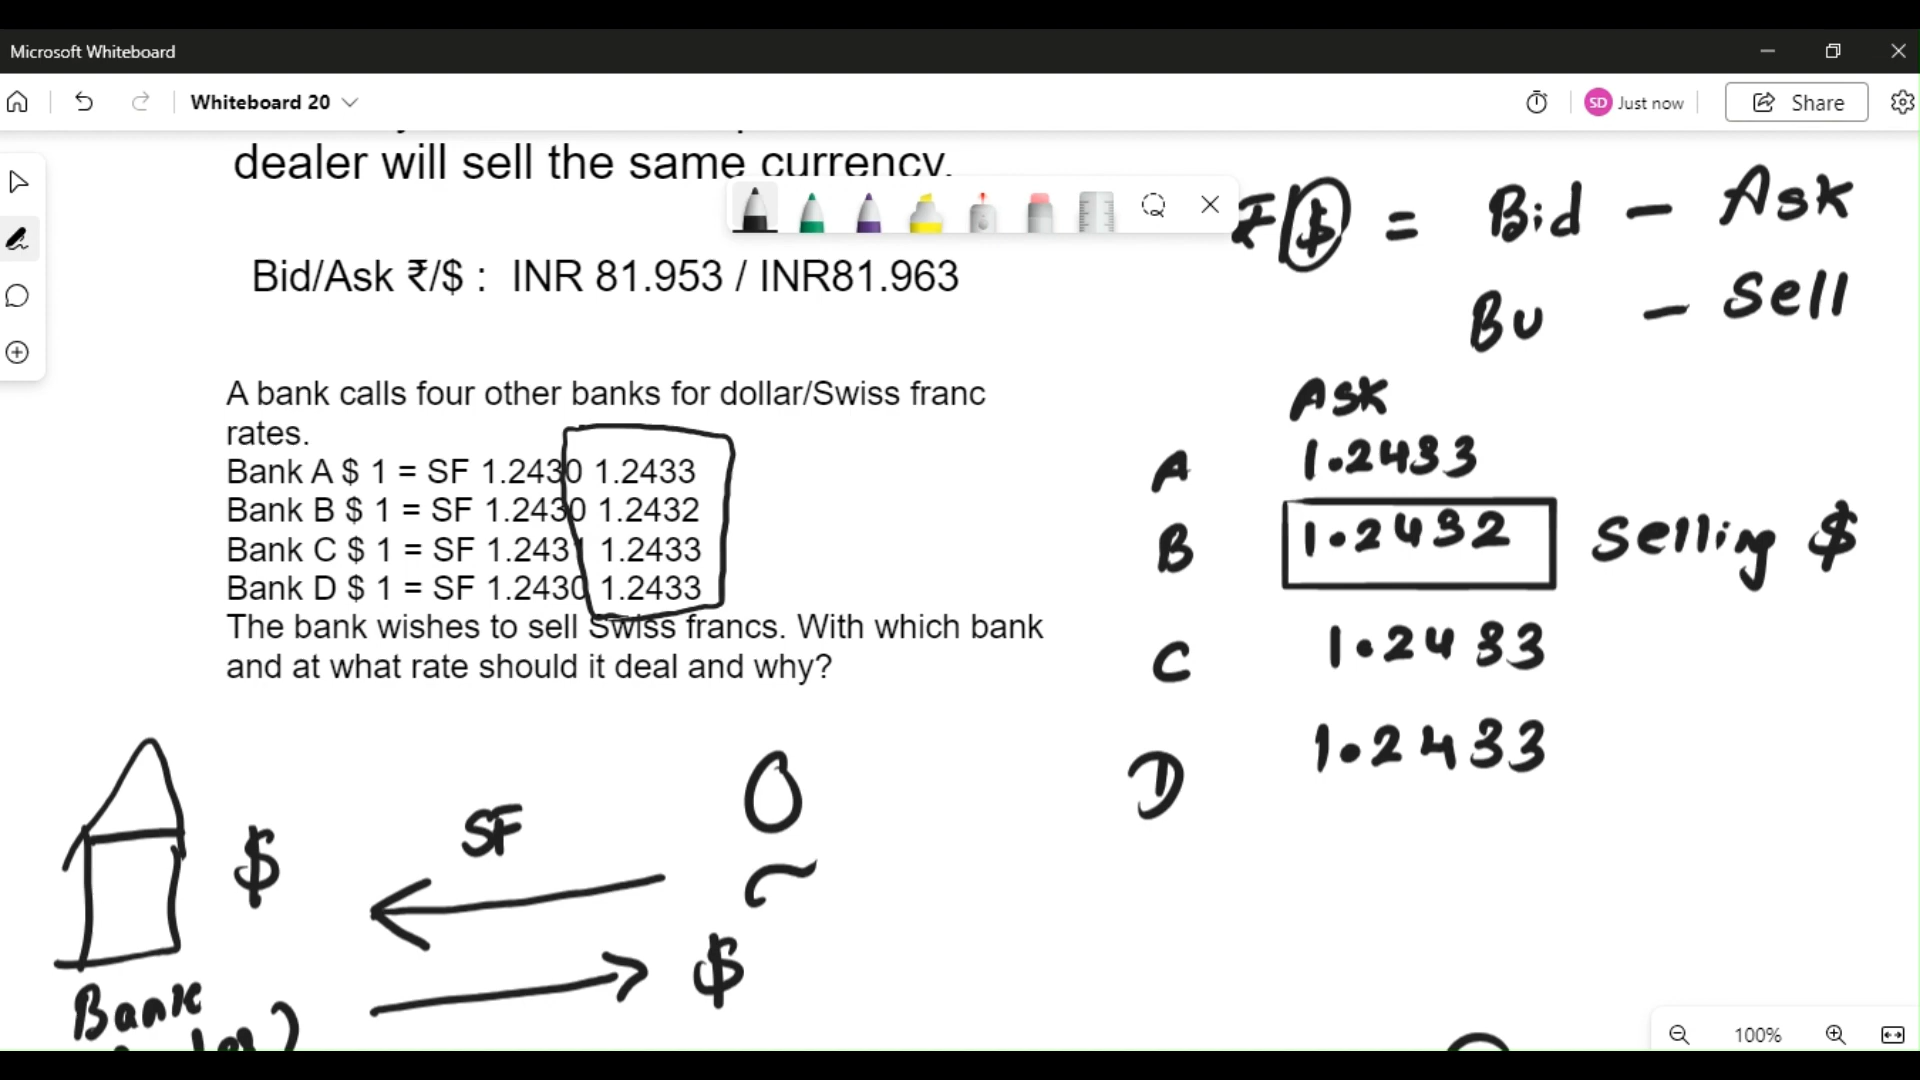 Microsoft Whiteboard
Whiteboard 20
SD Just now
Share
dealer will sell the same currency.
Bid/Ask ₹/$ : INR 81.953 / INR81.963
A bank calls four other banks for dollar/Swiss franc
rates.
Bank A $ 1 = SF 1.2430 1.2433
Bank B $ 1 = SF 1.2430 1.2432
Bank C $ 1 = SF 1.2431 1.2433
Bank D $ 1 = SF 1.2430 1.2433
The bank wishes to sell Swiss francs. With which bank
and at what rate should it deal and why?
SF
$
$
Bank
/$ = Bid - Ask
Bu - Sell
Ask
A 1.2433
B 1.2432 Selling $
C 1.2433
D 1.2433
100%